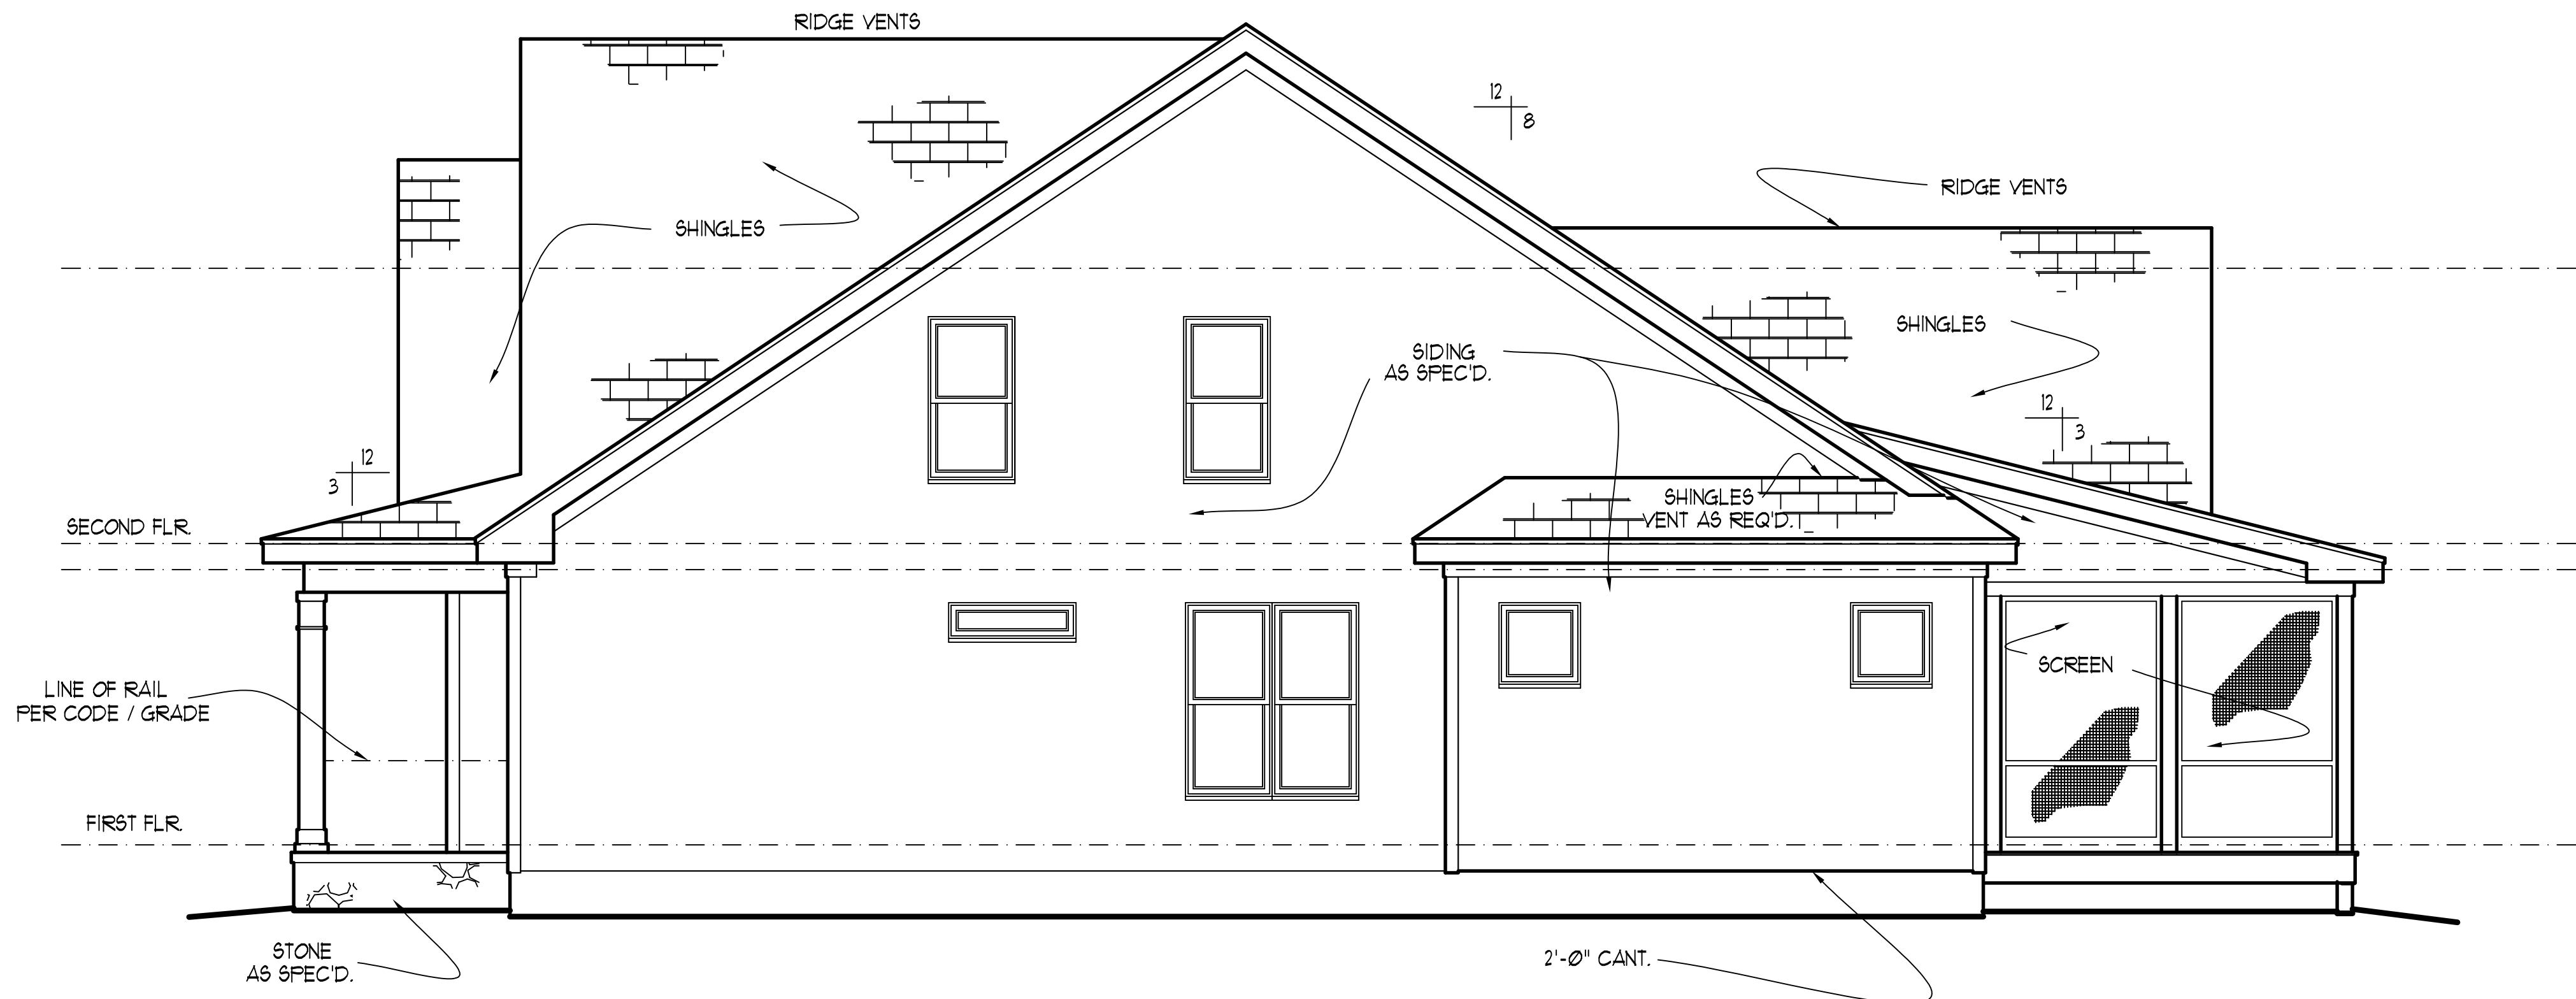 RIDGE VENTS
12
8
RIDGE VENTS
SHINGLES
SHINGLES
SIDING
AS SPEC'D.
12
3
12
3
SHINGLES
VENT AS REQ'D.
SECOND FLR.
SCREEN
LINE OF RAIL
PER CODE / GRADE
FIRST FLR.
STONE
AS SPEC'D.
2'-0" CANT.